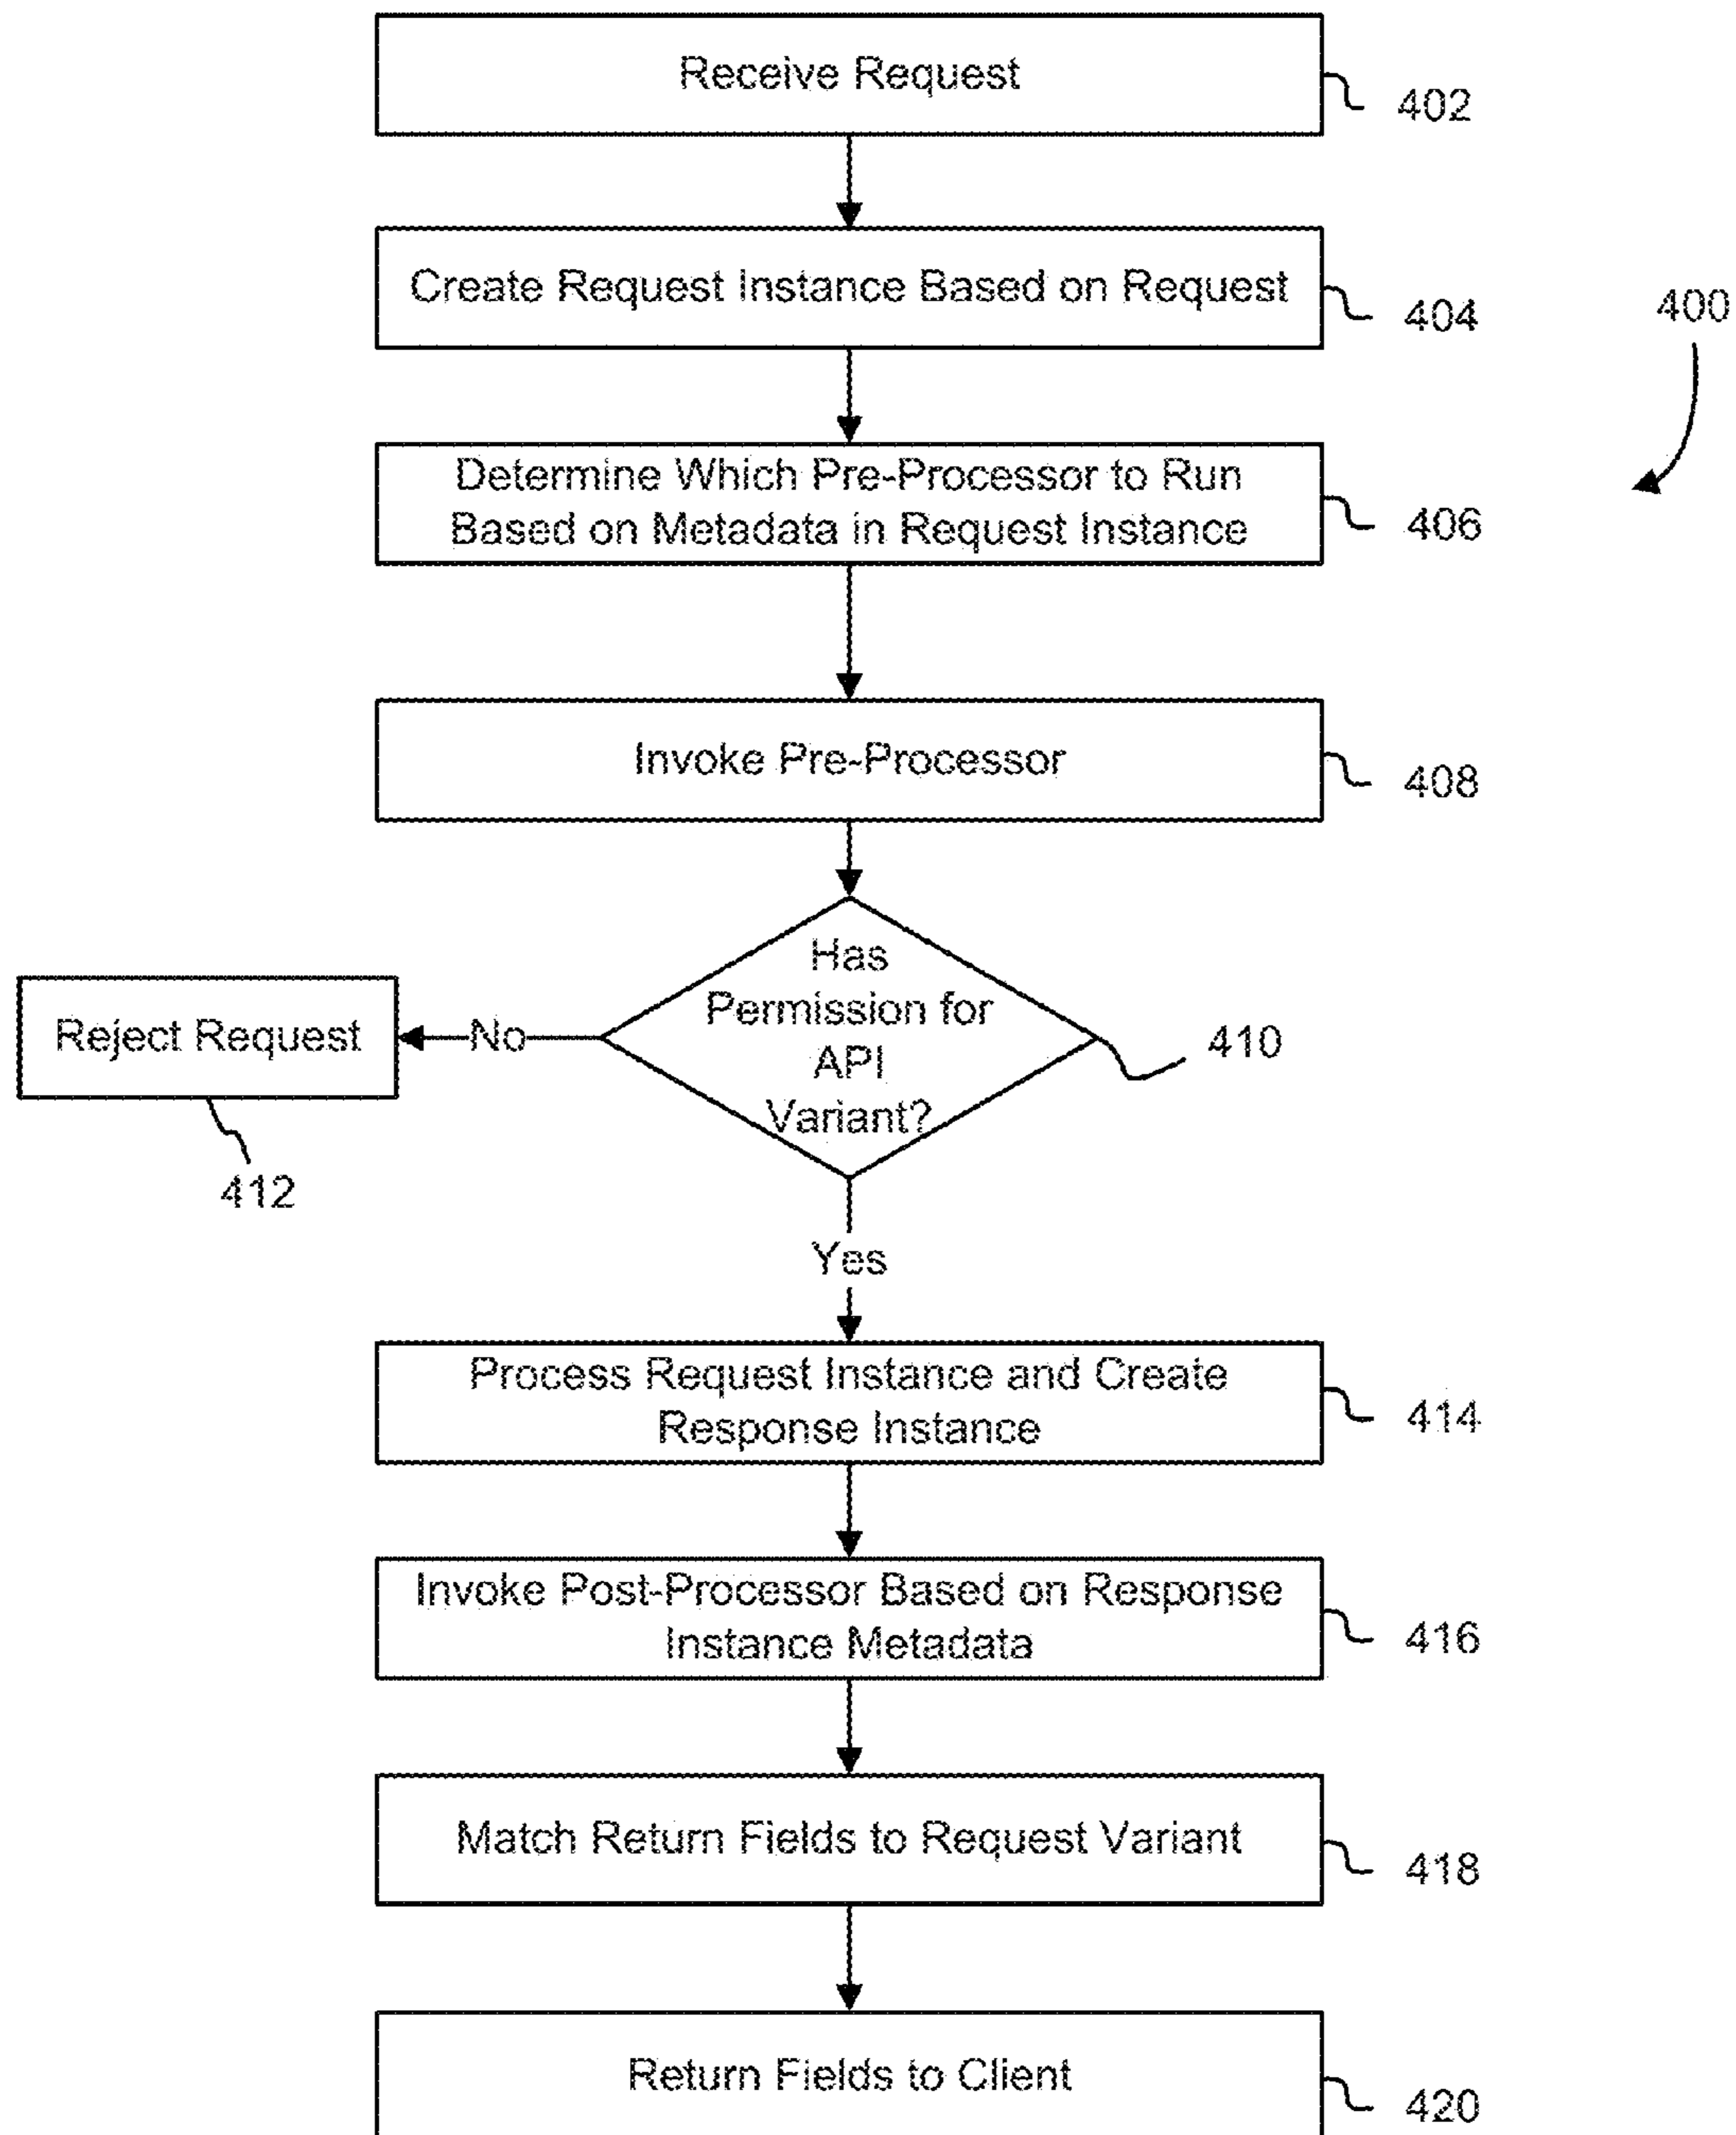 Receive Request
402
Create Request Instance Based on Request
404
400
Determine Which Pre-Processor to Run
Based on Metadata in Request Instance
406
Invoke Pre-Processor
408
Has
Permission for
API
Variant?
410
No
Reject Request
412
Yes
Process Request Instance and Create
Response Instance
414
Invoke Post-Processor Based on Response
Instance Metadata
416
Match Return Fields to Request Variant
418
Return Fields to Client
420